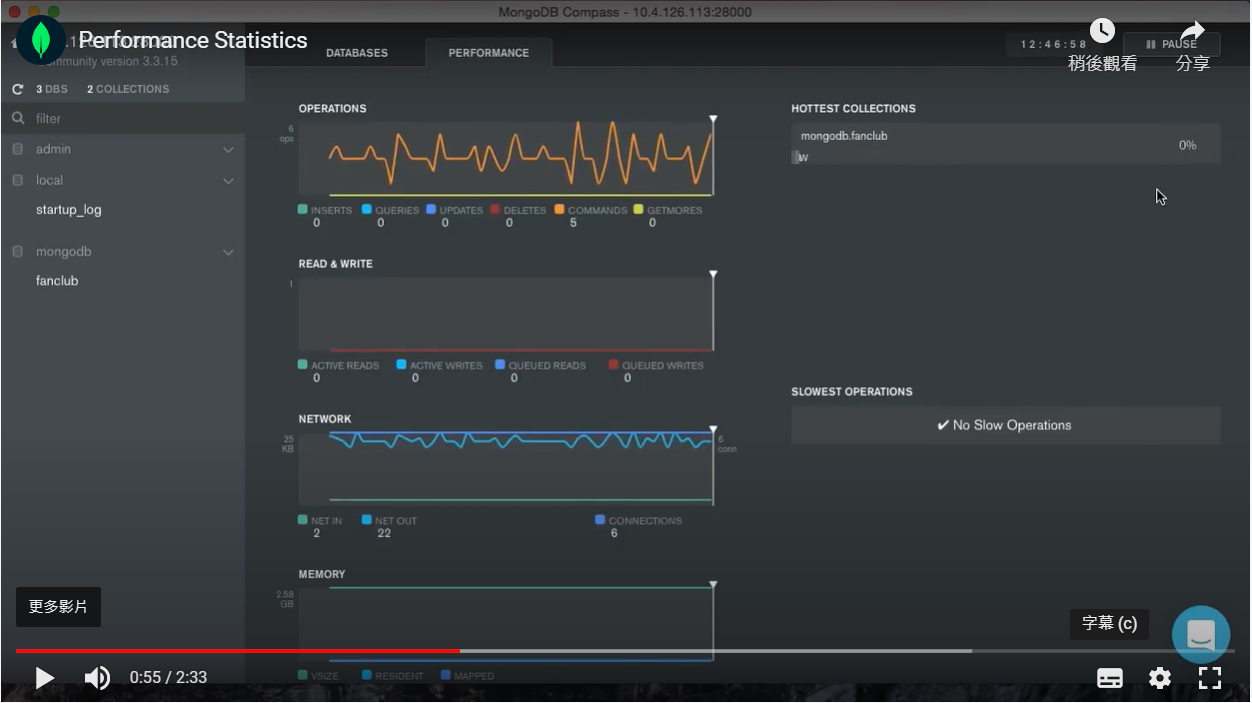 MongoDB Compass - 10.4.126.113:28000
Performance Statistics
Community version 3.3.15
DATABASES
PERFORMANCE
12:46:58
PAUSE
稍後觀看
分享
3 DBS
2 COLLECTIONS
filter
admin
local
startup_log
mongodb
fanclub
OPERATIONS
6
ops
INSERTS
0
QUERIES
0
UPDATES
0
DELETES
0
COMMANDS
5
GETMORES
0
READ & WRITE
1
ACTIVE READS
0
ACTIVE WRITES
0
QUEUED READS
0
QUEUED WRITES
0
NETWORK
25
KB
6
conn
NET IN
2
NET OUT
22
CONNECTIONS
6
MEMORY
2.58
GB
VSIZE
RESIDENT
MAPPED
HOTTEST COLLECTIONS
mongodb.fanclub
0%
W
SLOWEST OPERATIONS
✔ No Slow Operations
更多影片
字幕 (c)
0:55 / 2:33